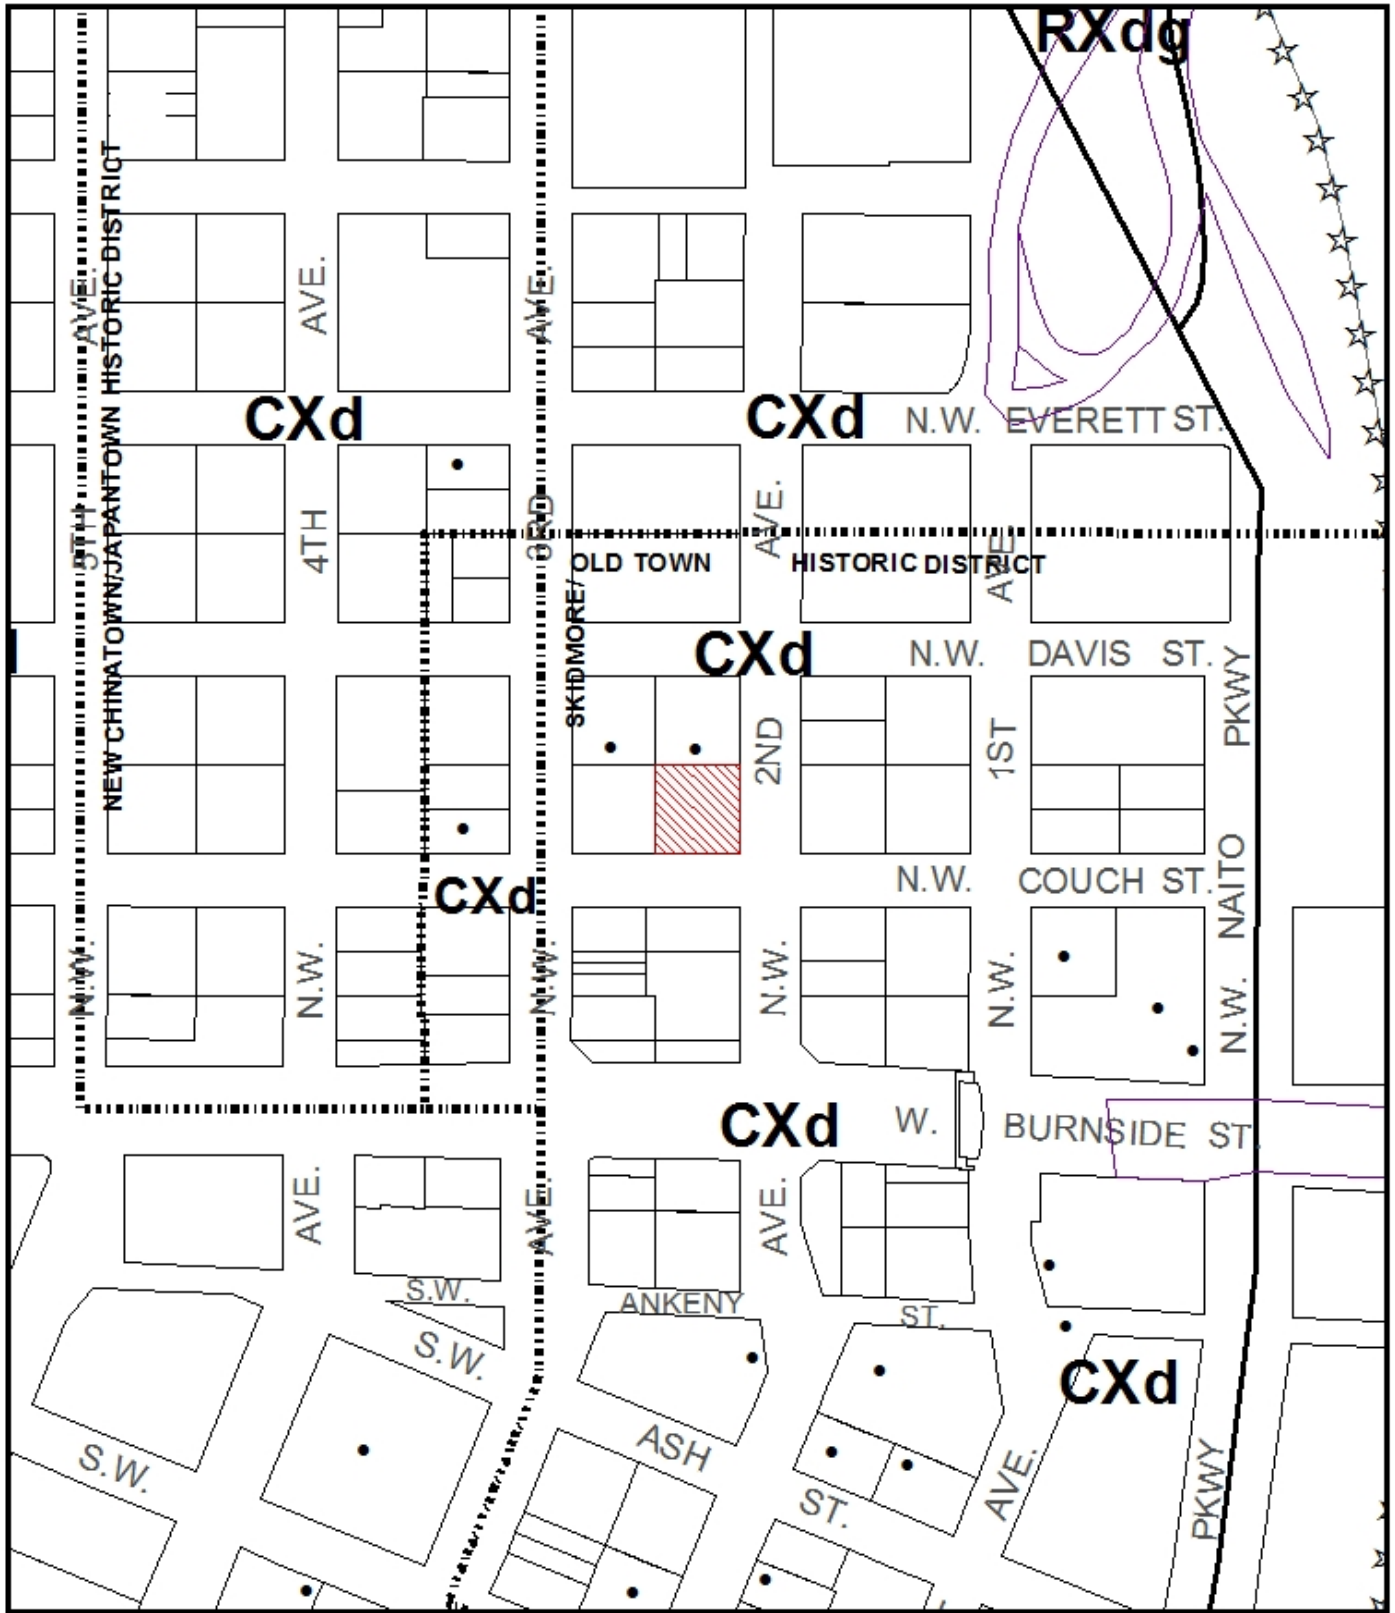 RXdg
NEW CHINATOWN/JAPANTOWN HISTORIC DISTRICT
AVE.
AVE.
AVE.
CXd
CXd
N.W. EVERETT ST.
5TH
4TH
3RD
AVE.
AVE.
OLD TOWN HISTORIC DISTRICT
SKIDMORE/
CXd
N.W. DAVIS ST.
PKWY
2ND
1ST
CXd
N.W. COUCH ST.
NAITO
N.W.
N.W.
N.W.
N.W.
N.W.
N.W.
CXd
W. BURNSIDE ST.
AVE.
AVE.
AVE.
S.W.
ANKENY
ST.
S.W.
CXd
S.W.
ASH
ST.
AVE.
PKWY